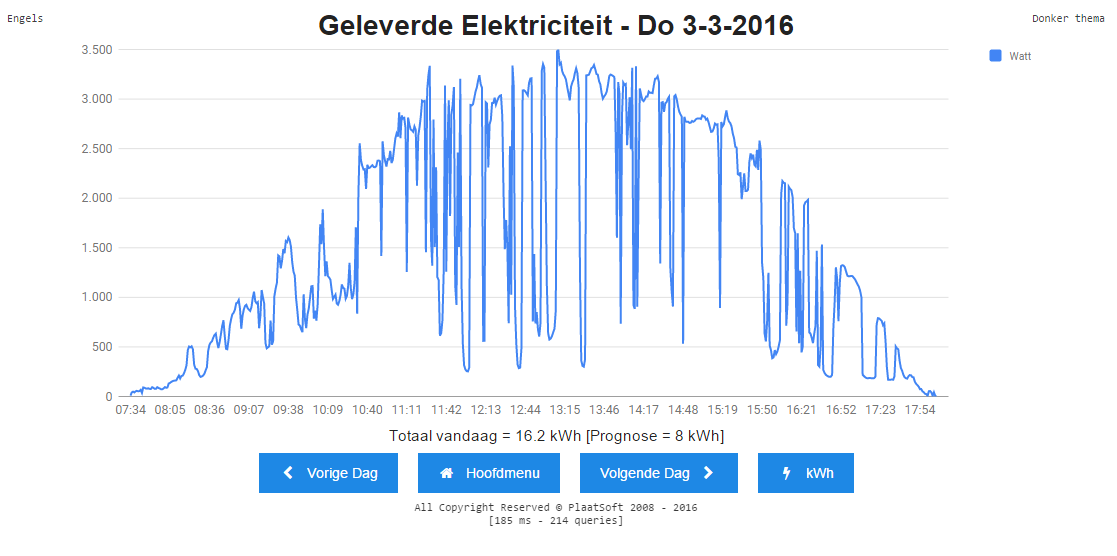 Engels
Geleverde Elektriciteit - Do 3-3-2016
Donker thema
3.500
3.000
2.500
2.000
1.500
1.000
500
0
Watt
07:34 08:05 08:36 09:07 09:38 10:09 10:40 11:11 11:42 12:13 12:44 13:15 13:46 14:17 14:48 15:19 15:50 16:21 16:52 17:23 17:54
Totaal vandaag = 16.2 kWh [Prognose = 8 kWh]
Vorige Dag Hoofdmenu Volgende Dag kWh
All Copyright Reserved © PlaatSoft 2008 - 2016
[185 ms - 214 queries]